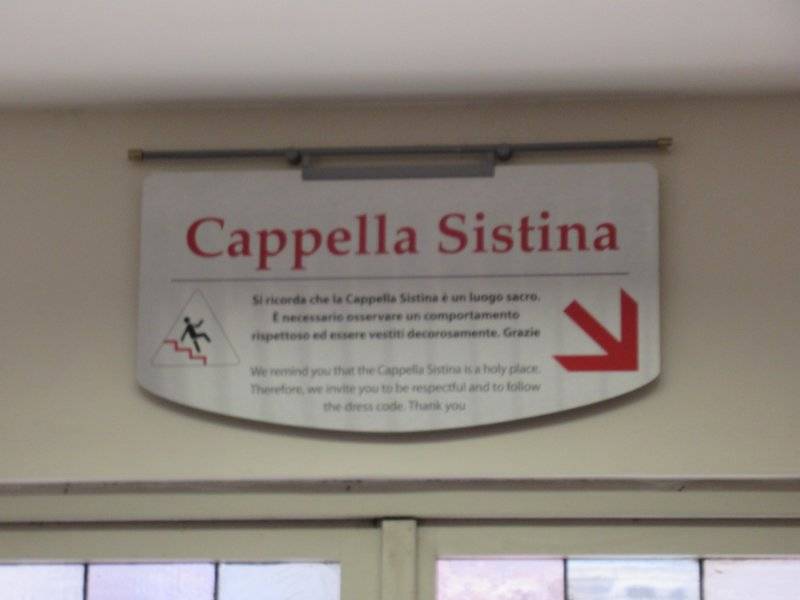 Cappella Sistina
Si ricorda che la Cappella Sistina è un luogo sacro.
È necessario osservare un comportamento
rispettoso ed essere vestiti decorosamente. Grazie
We remind you that the Cappella Sistina is a holy place.
Therefore, we invite you to be respectful and to follow
the dress code. Thank you